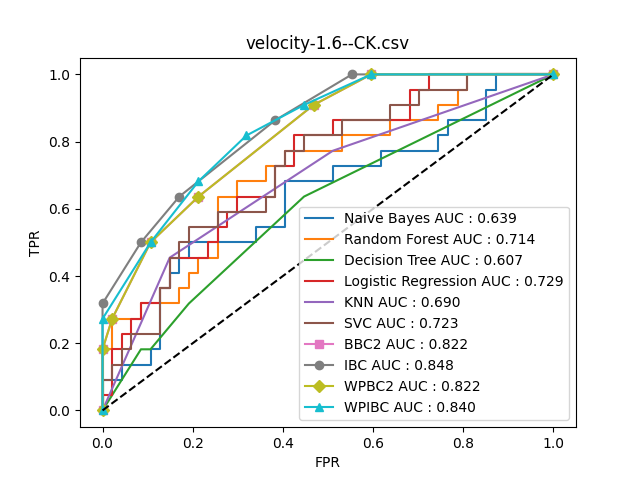 velocity-1.6--CK.csv
TPR
1.0
0.8
0.6
0.4
0.2
0.0
Naive Bayes AUC : 0.639
Random Forest AUC : 0.714
Decision Tree AUC : 0.607
Logistic Regression AUC : 0.729
KNN AUC : 0.690
SVC AUC : 0.723
BBC2 AUC : 0.822
IBC AUC : 0.848
WPBC2 AUC : 0.822
WPIBC AUC : 0.840
0.0 0.2 0.4 0.6 0.8 1.0
FPR